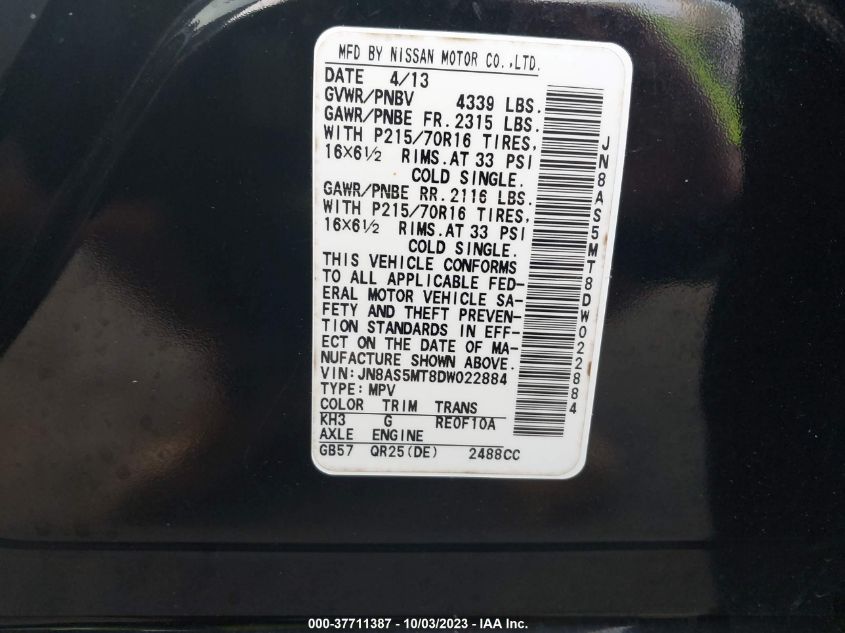 MFD BY NISSAN MOTOR CO.,LTD.
DATE 4/13
GVWR/PNBV 4339 LBS.
GAWR/PNBE FR. 2315 LBS.
WITH P215/70R16 TIRES,
16X6½ RIMS.AT 33 PSI
COLD SINGLE.
GAWR/PNBE RR. 2116 LBS.
WITH P215/70R16 TIRES,
16X6½ RIMS.AT 33 PSI
COLD SINGLE.
THIS VEHICLE CONFORMS
TO ALL APPLICABLE FED-
ERAL MOTOR VEHICLE SA-
FETY AND THEFT PREVEN-
TION STANDARDS IN EFF-
ECT ON THE DATE OF MA-
NUFACTURE SHOWN ABOVE.
VIN: JN8AS5MT8DW022884
TYPE: MPV
COLOR TRIM TRANS
KH3 G RE0F10A
AXLE ENGINE
GB57 QR25(DE) 2488CC
JN8AS5MT8DW022884
000-37711387 - 10/03/2023 - IAA Inc.